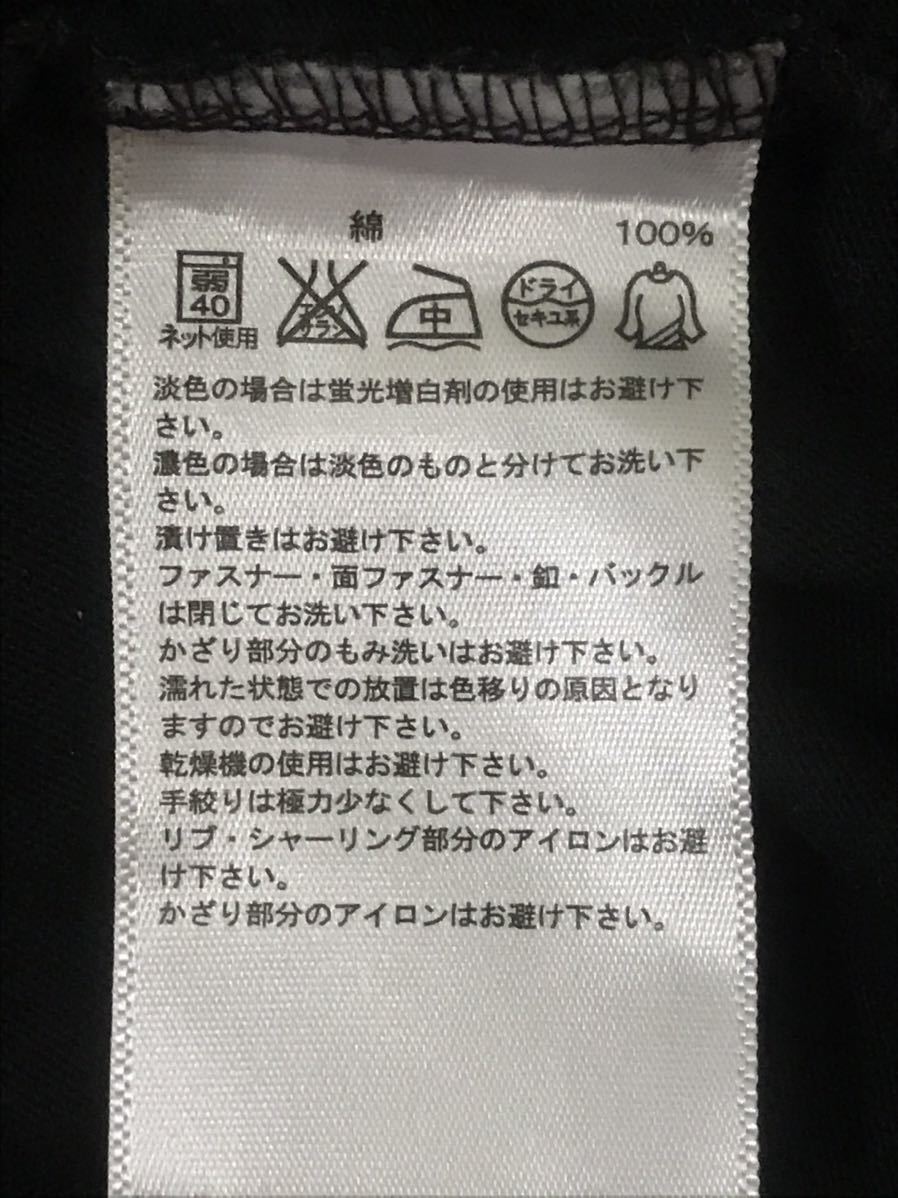 綿 100%
弱
40
ネット使用
エンソ
サラシ
中
ドライ
セキユ系
淡色の場合は蛍光増白剤の使用はお避け下
さい。
濃色の場合は淡色のものと分けてお洗い下
さい。
漬け置きはお避け下さい。
ファスナー・面ファスナー・釦・バックル
は閉じてお洗い下さい。
かざり部分のもみ洗いはお避け下さい。
濡れた状態での放置は色移りの原因となり
ますのでお避け下さい。
乾燥機の使用はお避け下さい。
手絞りは極力少なくして下さい。
リブ・シャーリング部分のアイロンはお避
け下さい。
かざり部分のアイロンはお避け下さい。